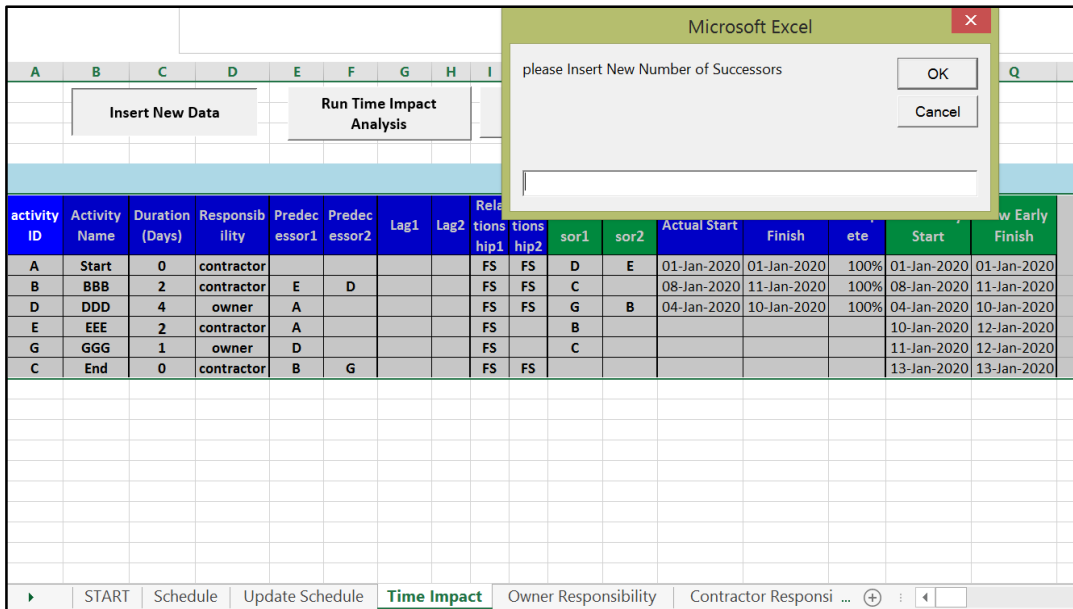 Microsoft Excel
please Insert New Number of Successors
OK
Cancel
A B C D E F G H I Q
Insert New Data
Run Time Impact
Analysis
activity ID Activity Name Duration (Days) Responsib ility Predec essor1 Predec essor2 Lag1 Lag2 tions hip1 tions hip2 sor1 sor2 Actual Start Finish ete Start Early Finish
A Start 0 contractor FS FS D E 01-Jan-2020 01-Jan-2020 100% 01-Jan-2020 01-Jan-2020
B BBB 2 contractor E D FS FS C 08-Jan-2020 11-Jan-2020 100% 08-Jan-2020 11-Jan-2020
D DDD 4 owner A FS FS G B 04-Jan-2020 10-Jan-2020 100% 04-Jan-2020 10-Jan-2020
E EEE 2 contractor A FS B 10-Jan-2020 12-Jan-2020
G GGG 1 owner D FS C 11-Jan-2020 12-Jan-2020
C End 0 contractor B G FS FS 13-Jan-2020 13-Jan-2020
START Schedule Update Schedule Time Impact Owner Responsibility Contractor Responsi ...